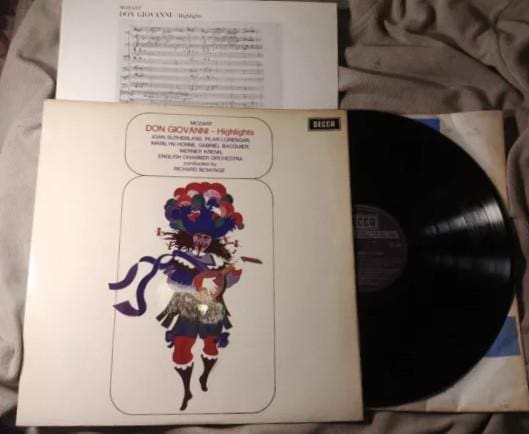 MOZART
DON GIOVANNI - Highlights
MOZART
DON GIOVANNI - Highlights
DECCA
JOAN SUTHERLAND, PILAR LORENGAR,
MARILYN HORNE, GABRIEL BACQUIER,
WERNER KRENN,
ENGLISH CHAMBER ORCHESTRA
conducted by
RICHARD BONYNGE
DECCA